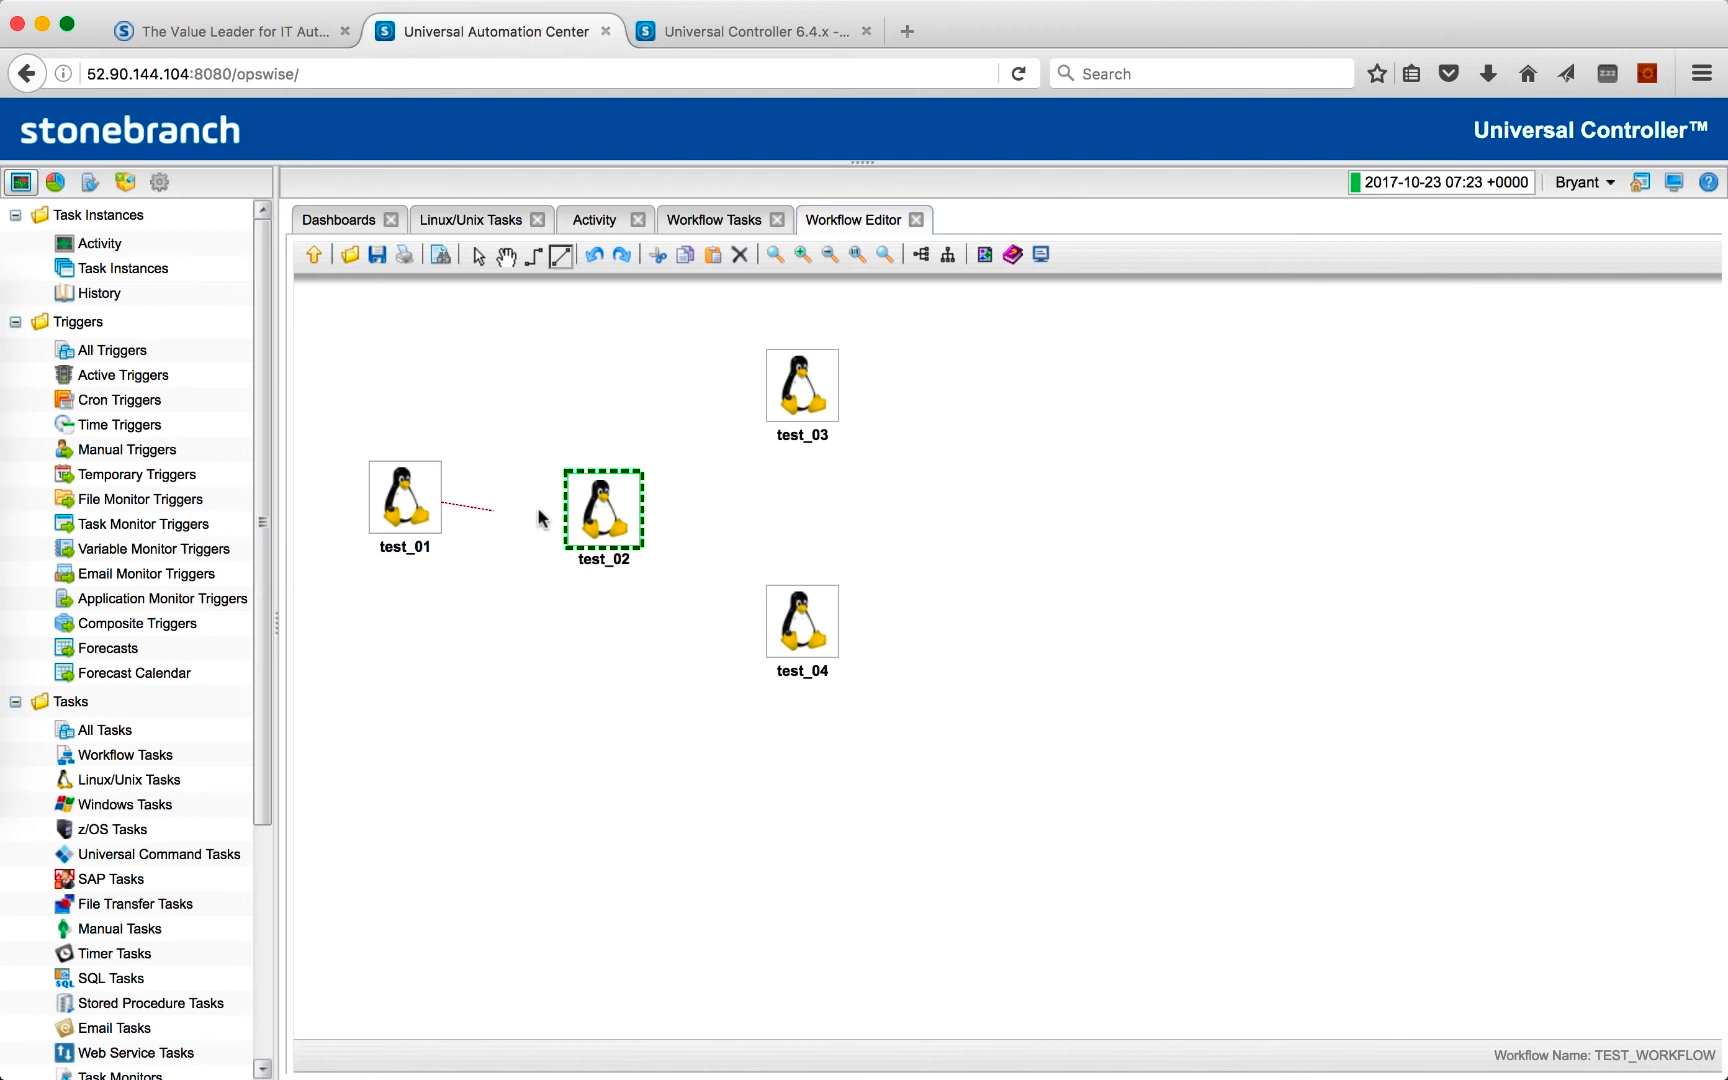 The Value Leader for IT Aut...
Universal Automation Center
Universal Controller 6.4.x -...
52.90.144.104:8080/opswise/
Search
stonebranch
Universal Controller™
2017-10-23 07:23 +0000
Bryant
Dashboards
Linux/Unix Tasks
Activity
Workflow Tasks
Workflow Editor
Task Instances
Activity
Task Instances
History
Triggers
All Triggers
Active Triggers
Cron Triggers
Time Triggers
Manual Triggers
Temporary Triggers
File Monitor Triggers
Task Monitor Triggers
Variable Monitor Triggers
Email Monitor Triggers
Application Monitor Triggers
Composite Triggers
Forecasts
Forecast Calendar
Tasks
All Tasks
Workflow Tasks
Linux/Unix Tasks
Windows Tasks
z/OS Tasks
Universal Command Tasks
SAP Tasks
File Transfer Tasks
Manual Tasks
Timer Tasks
SQL Tasks
Stored Procedure Tasks
Email Tasks
Web Service Tasks
Task Monitors
test_03
test_01
test_02
test_04
Workflow Name: TEST_WORKFLOW